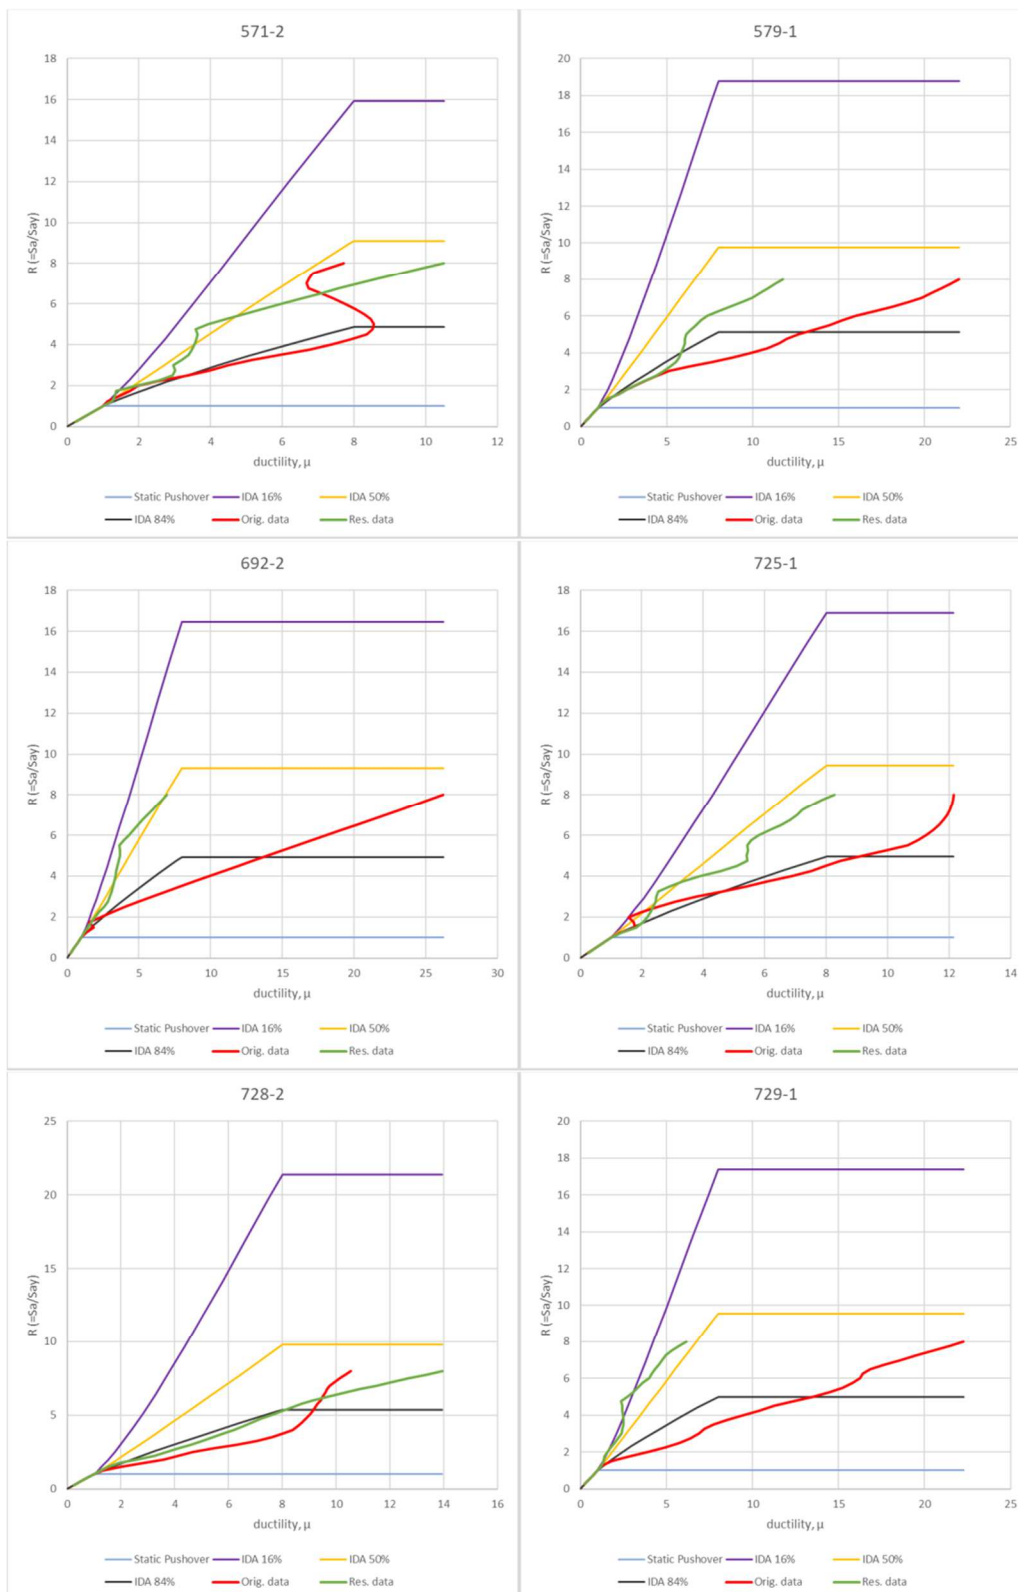 571-2
18
16
14
12
10
8
6
4
2
0
R (=Sa/Say)
0 2 4 6 8 10 12
ductility, μ
Static Pushover IDA 16% IDA 50%
IDA 84% Orig. data Res. data
579-1
20
18
16
14
12
10
8
6
4
2
0
R (=Sa/Say)
0 5 10 15 20 25
ductility, μ
Static Pushover IDA 16% IDA 50%
IDA 84% Orig. data Res. data
692-2
18
16
14
12
10
8
6
4
2
0
R (=Sa/Say)
0 5 10 15 20 25 30
ductility, μ
Static Pushover IDA 16% IDA 50%
IDA 84% Orig. data Res. data
725-1
18
16
14
12
10
8
6
4
2
0
R (=Sa/Say)
0 2 4 6 8 10 12 14
ductility, μ
Static Pushover IDA 16% IDA 50%
IDA 84% Orig. data Res. data
728-2
25
20
15
10
5
0
R (=Sa/Say)
0 2 4 6 8 10 12 14 16
ductility, μ
Static Pushover IDA 16% IDA 50%
IDA 84% Orig. data Res. data
729-1
20
18
16
14
12
10
8
6
4
2
0
R (=Sa/Say)
0 5 10 15 20 25
ductility, μ
Static Pushover IDA 16% IDA 50%
IDA 84% Orig. data Res. data